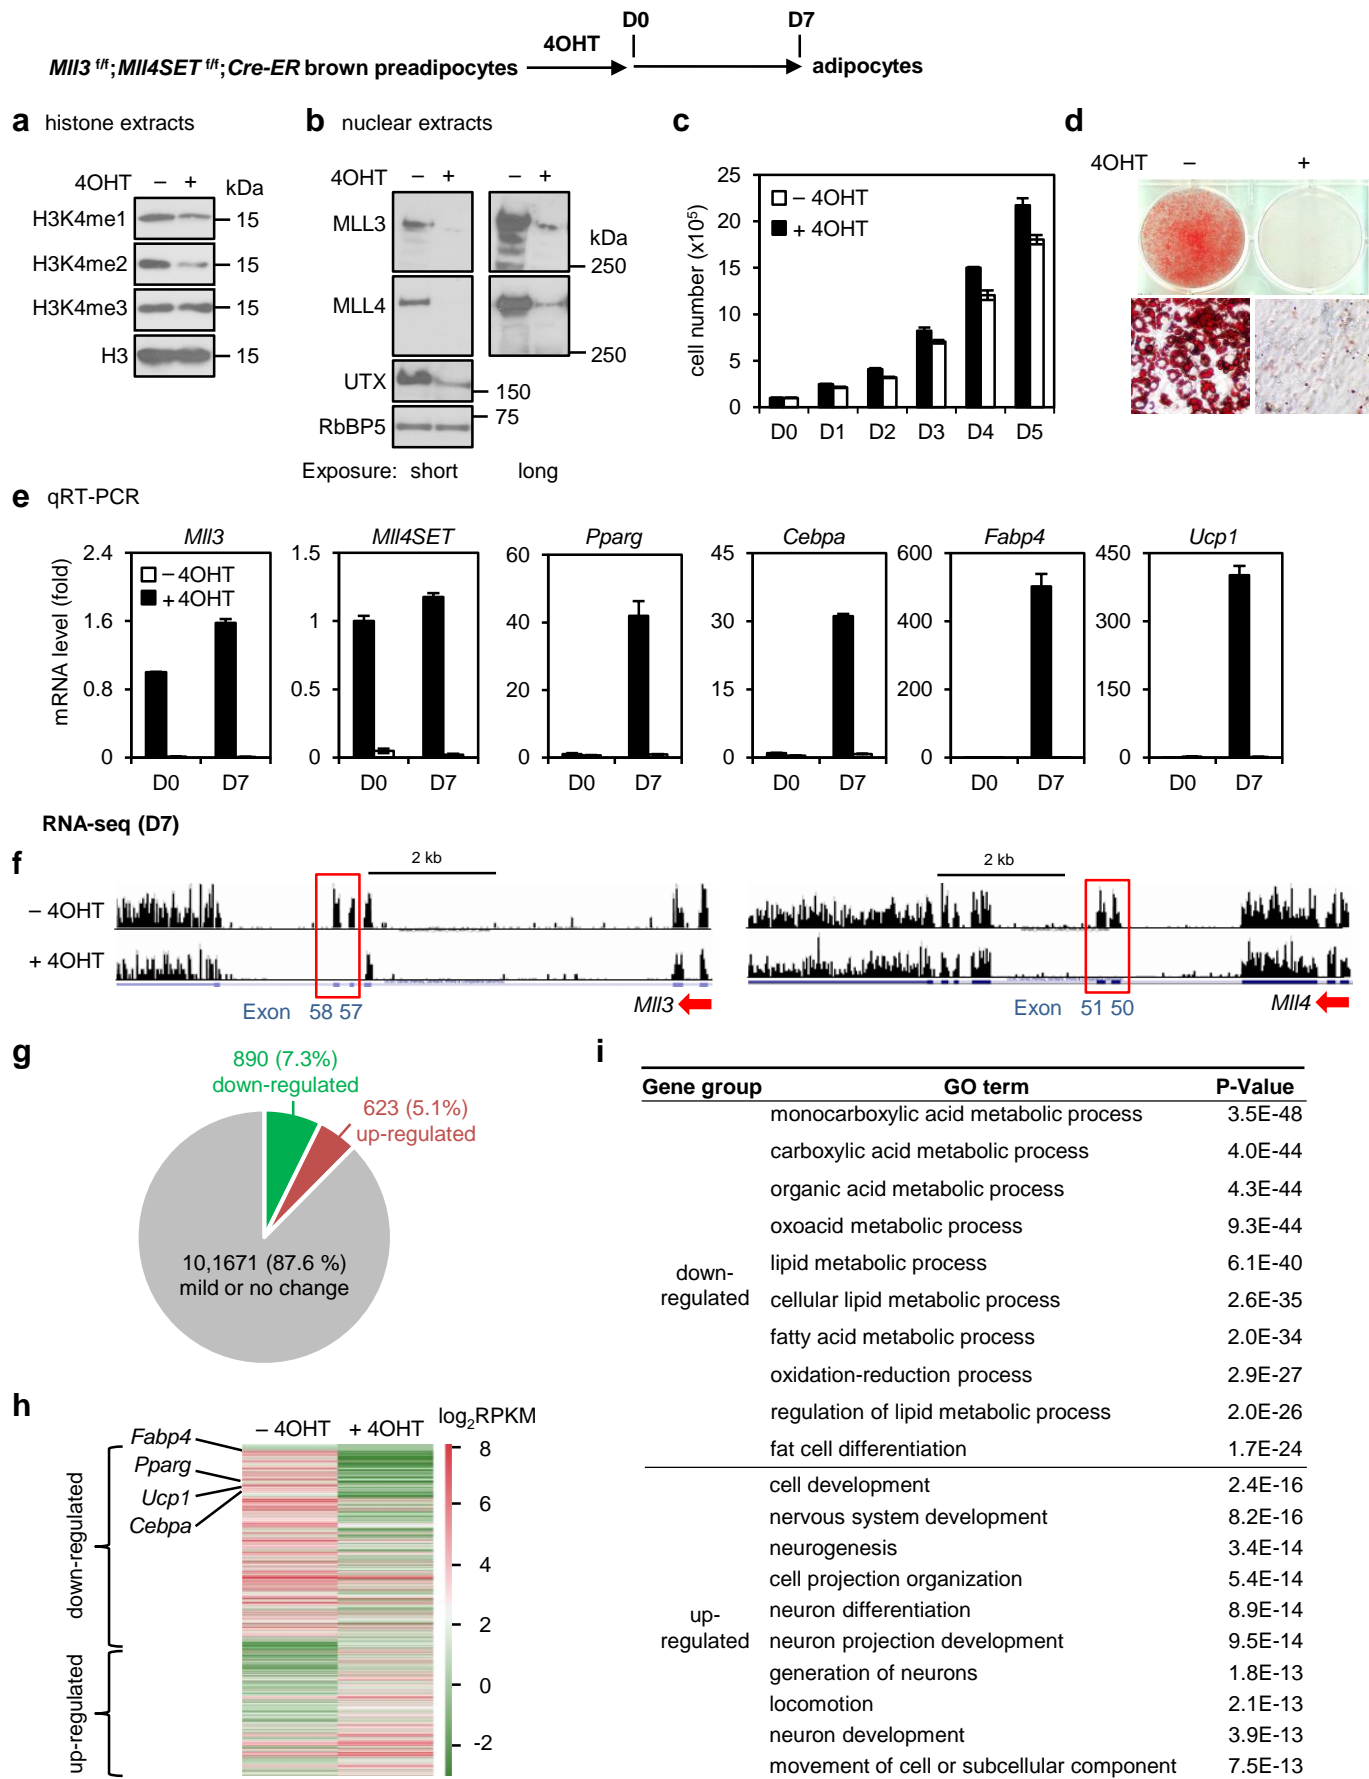 D0 D7
4OHT
Mll3 f/f;Mll4SET f/f;Cre-ER brown preadipocytes adipocytes
a histone extracts
4OHT – + kDa
H3K4me1 15
H3K4me2 15
H3K4me3 15
H3 15
b nuclear extracts
4OHT – + – +
MLL3 kDa
250
MLL4
250
UTX 150
75
RbBP5
Exposure: short long
c
25
20
15
10
5
0
cell number (x10⁵)
– 4OHT
+ 4OHT
D0 D1 D2 D3 D4 D5
d
4OHT – +
e qRT-PCR
Mll3 Mll4SET Pparg Cebpa Fabp4 Ucp1
mRNA level (fold)
2.4 1.5 60 45 600 450
– 4OHT
+ 4OHT
1.6 1 40 30 400 300
0.8 0.5 20 15 200 150
0 0 0 0 0 0
D0 D7 D0 D7 D0 D7 D0 D7 D0 D7 D0 D7
RNA-seq (D7)
f
2 kb 2 kb
– 4OHT
+ 4OHT
Mll3 Mll4
Exon 58 57 Exon 51 50
g
890 (7.3%)
down-regulated
623 (5.1%)
up-regulated
10,1671 (87.6 %)
mild or no change
h
– 4OHT + 4OHT log₂RPKM
Fabp4
Pparg
Ucp1
Cebpa
down-regulated
up-regulated
8
6
4
2
0
-2
i
Gene group GO term P-Value
monocarboxylic acid metabolic process 3.5E-48
carboxylic acid metabolic process 4.0E-44
organic acid metabolic process 4.3E-44
oxoacid metabolic process 9.3E-44
lipid metabolic process 6.1E-40
down-
regulated
cellular lipid metabolic process 2.6E-35
fatty acid metabolic process 2.0E-34
oxidation-reduction process 2.9E-27
regulation of lipid metabolic process 2.0E-26
fat cell differentiation 1.7E-24
cell development 2.4E-16
nervous system development 8.2E-16
neurogenesis 3.4E-14
cell projection organization 5.4E-14
neuron differentiation 8.9E-14
up-
regulated
neuron projection development 9.5E-14
generation of neurons 1.8E-13
locomotion 2.1E-13
neuron development 3.9E-13
movement of cell or subcellular component 7.5E-13